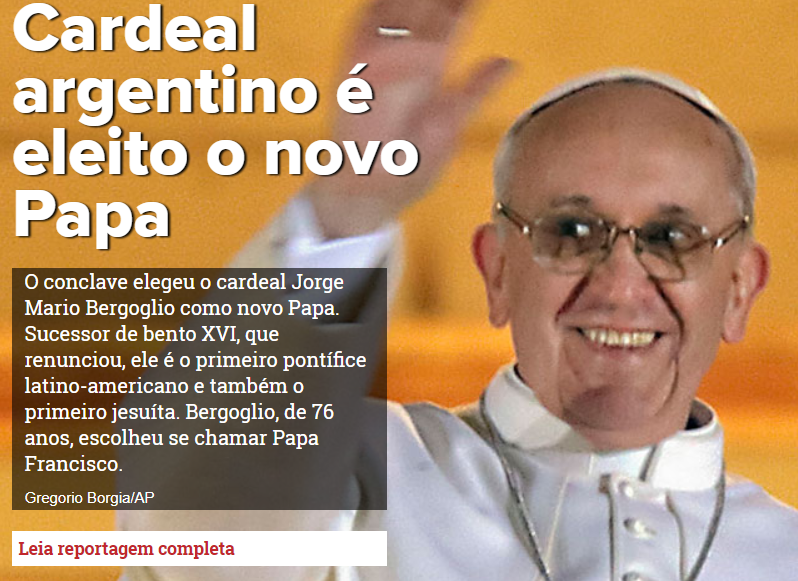 Cardeal
argentino é
eleito o novo
Papa
O conclave elegeu o cardeal Jorge
Mario Bergoglio como novo Papa.
Sucessor de bento XVI, que
renunciou, ele é o primeiro pontífice
latino-americano e também o
primeiro jesuíta. Bergoglio, de 76
anos, escolheu se chamar Papa
Francisco.
Gregorio Borgia/AP
Leia reportagem completa